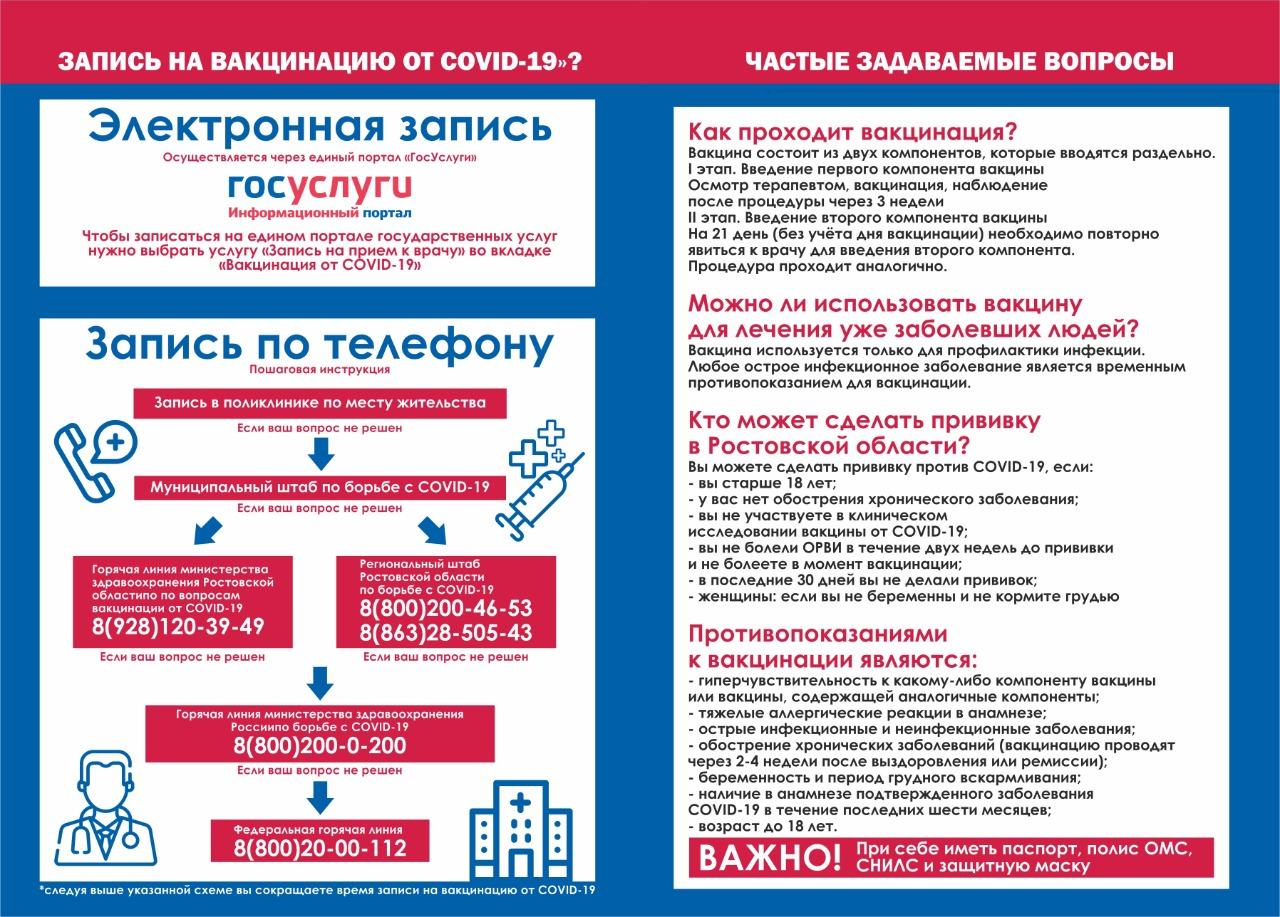 ЗАПИСЬ НА ВАКЦИНАЦИЮ ОТ COVID-19»?
Электронная запись
Осуществляется через единый портал «ГосУслуги»
госуслуги
Информационный портал
Чтобы записаться на едином портале государственных услуг
нужно выбрать услугу «Запись на прием к врачу» во вкладке
«Вакцинация от COVID-19»
Запись по телефону
Пошаговая инструкция
Запись в поликлинике по месту жительства
Если ваш вопрос не решен
Муниципальный штаб по борьбе с COVID-19
Если ваш вопрос не решен
Горячая линия министерства
здравоохранения Ростовской
областипо по вопросам
вакцинации от COVID-19
8(928)120-39-49
Если ваш вопрос не решен
Региональный штаб
Ростовской области
по борьбе с COVID-19
8(800)200-46-53
8(863)28-505-43
Если ваш вопрос не решен
Горячая линия министерства здравоохранения
Россиипо борьбе с COVID-19
8(800)200-0-200
Если ваш вопрос не решен
Федеральная горячая линия
8(800)20-00-112
*следуя выше указанной схеме вы сокращаете время записи на вакцинацию от COVID-19
ЧАСТЫЕ ЗАДАВАЕМЫЕ ВОПРОСЫ
Как проходит вакцинация?
Вакцина состоит из двух компонентов, которые вводятся раздельно.
I этап. Введение первого компонента вакцины
Осмотр терапевтом, вакцинация, наблюдение
после процедуры через 3 недели
II этап. Введение второго компонента вакцины
На 21 день (без учёта дня вакцинации) необходимо повторно
явиться к врачу для введения второго компонента.
Процедура проходит аналогично.
Можно ли использовать вакцину
для лечения уже заболевших людей?
Вакцина используется только для профилактики инфекции.
Любое острое инфекционное заболевание является временным
противопоказанием для вакцинации.
Кто может сделать прививку
в Ростовской области?
Вы можете сделать прививку против COVID-19, если:
- вы старше 18 лет;
- у вас нет обострения хронического заболевания;
- вы не участвуете в клиническом
исследовании вакцины от COVID-19;
- вы не болели ОРВИ в течение двух недель до прививки
и не болеете в момент вакцинации;
- в последние 30 дней вы не делали прививок;
- женщины: если вы не беременны и не кормите грудью
Противопоказаниями
к вакцинации являются:
- гиперчувствительность к какому-либо компоненту вакцины
или вакцины, содержащей аналогичные компоненты;
- тяжелые аллергические реакции в анамнезе;
- острые инфекционные и неинфекционные заболевания;
- обострение хронических заболеваний (вакцинацию проводят
через 2-4 недели после выздоровления или ремиссии);
- беременность и период грудного вскармливания;
- наличие в анамнезе подтвержденного заболевания
COVID-19 в течение последних шести месяцев;
- возраст до 18 лет.
ВАЖНО! При себе иметь паспорт, полис ОМС,
СНИЛС и защитную маску